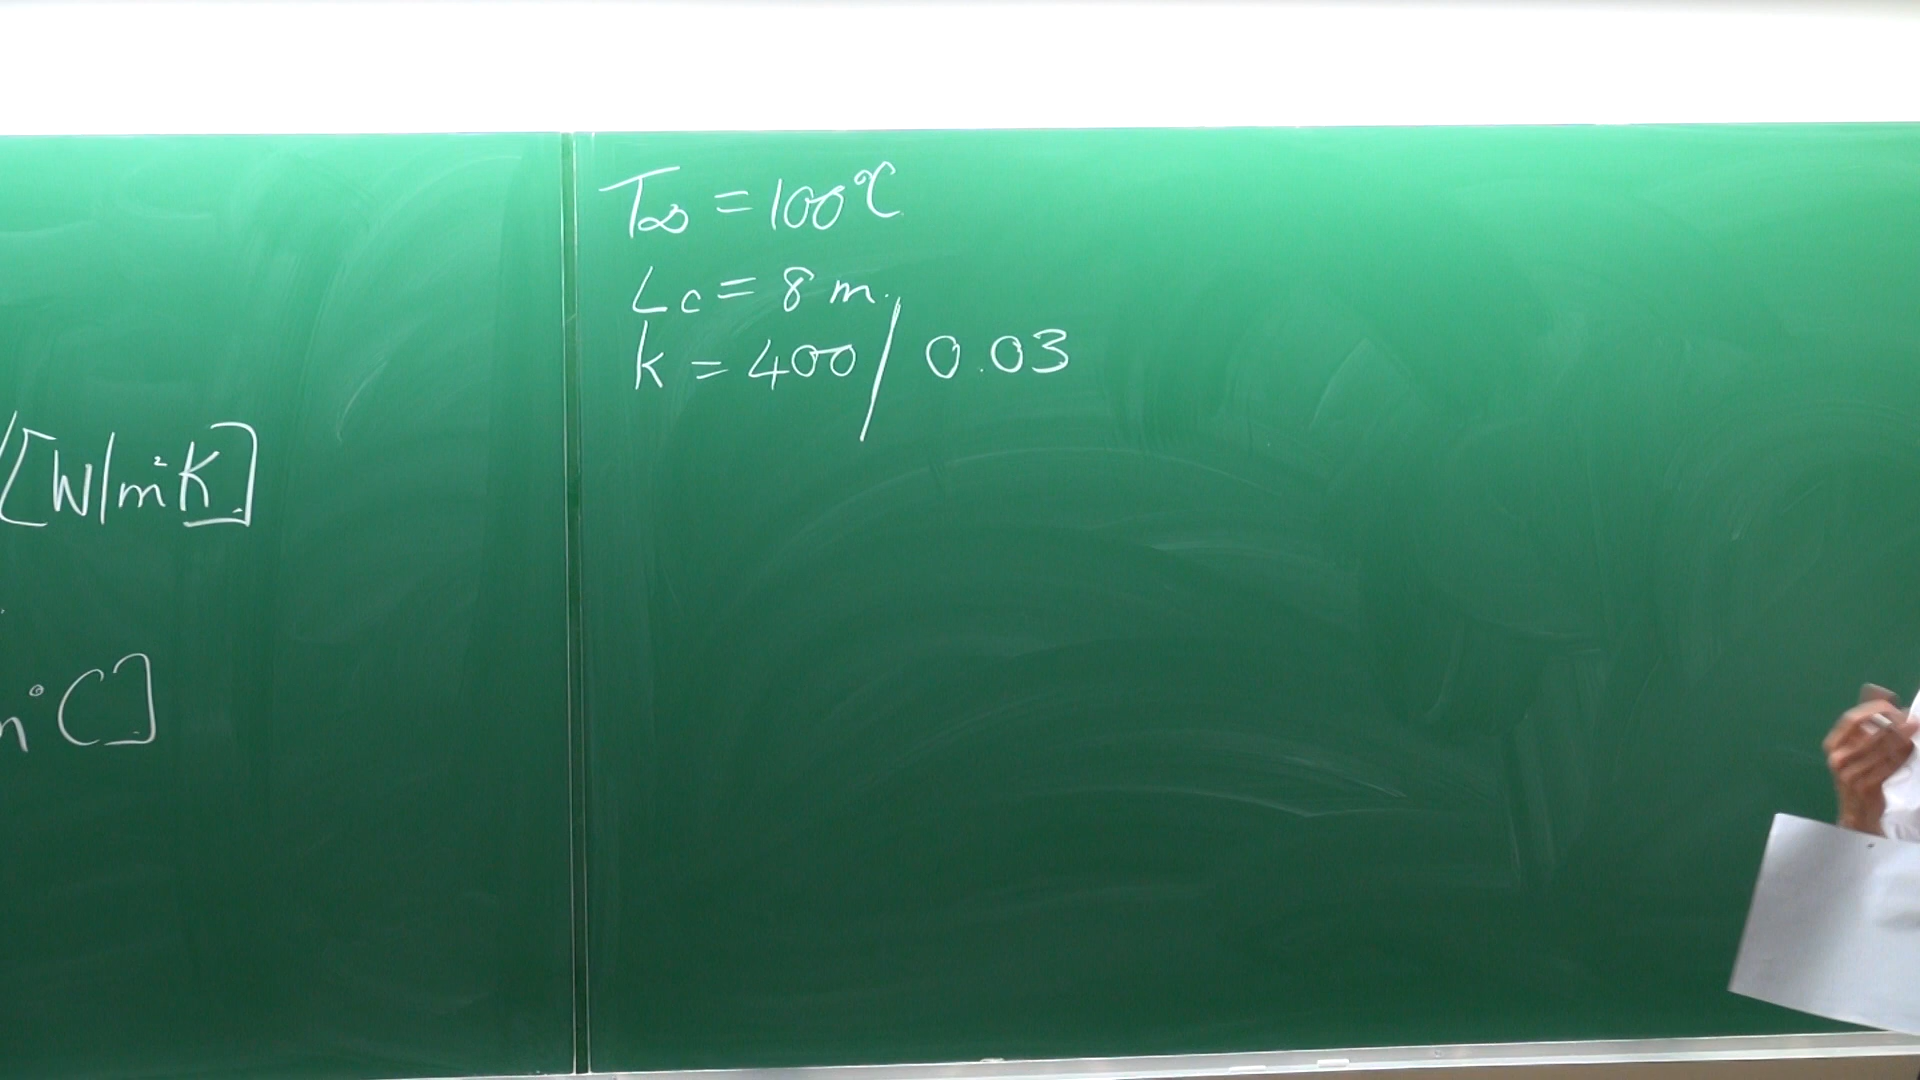 [W/m²K]
°C]
T∞ = 100°C
Lc = 8 m.
k = 400 / 0.03